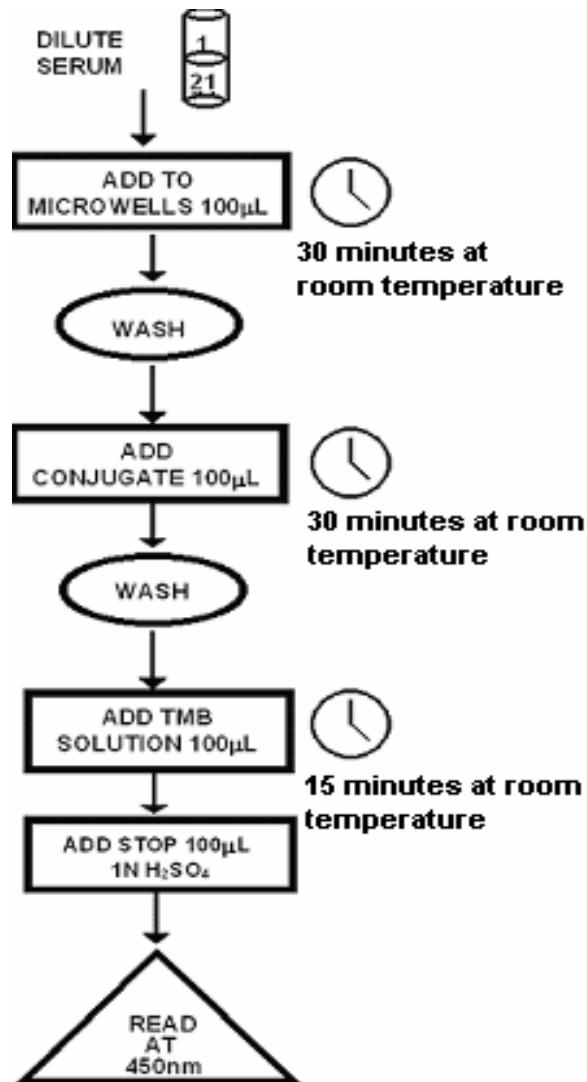 DILUTE
SERUM
1
21
ADD TO
MICROWELLS 100µL
30 minutes at
room temperature
WASH
ADD
CONJUGATE 100µL
30 minutes at room
temperature
WASH
ADD TMB
SOLUTION 100µL
15 minutes at room
temperature
ADD STOP 100µL
1N H₂SO₄
READ
AT
450nm